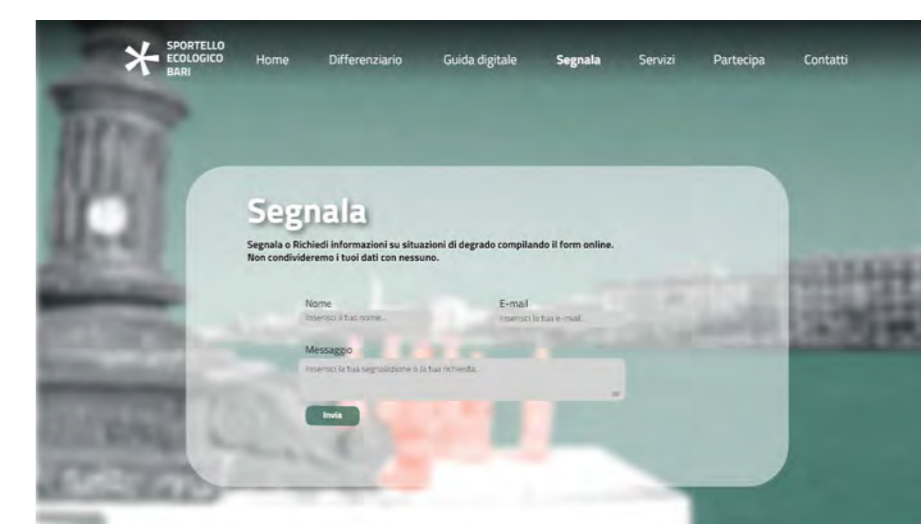 SPORTELLO
ECOLOGICO
BARI
Home Differenziario Guida digitale Segnala Servizi Partecipa Contatti
Segnala
Segnala o Richiedi informazioni su situazioni di degrado compilando il form online.
Non condivideremo i tuoi dati con nessuno.
Nome E-mail
Inserisci il tuo nome... Inserisci la tua e-mail...
Messaggio
Inserisci la tua segnalazione o la tua richiesta...
Invia